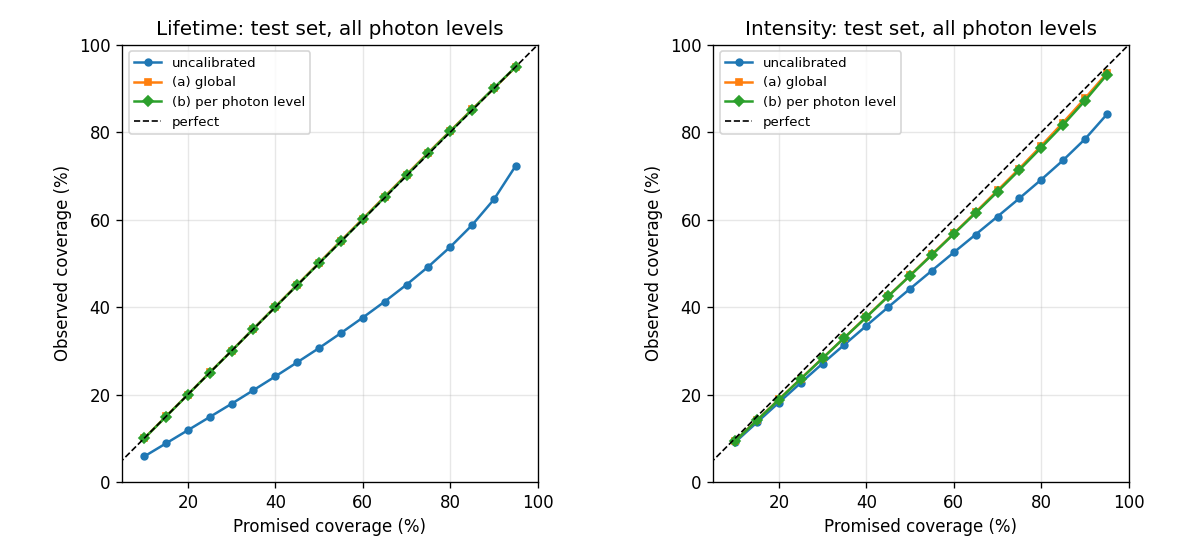 Lifetime: test set, all photon levels
uncalibrated
(a) global
(b) per photon level
perfect
100
80
60
40
20
0
20 40 60 80 100
Observed coverage (%)
Promised coverage (%)
Intensity: test set, all photon levels
uncalibrated
(a) global
(b) per photon level
perfect
100
80
60
40
20
0
20 40 60 80 100
Observed coverage (%)
Promised coverage (%)